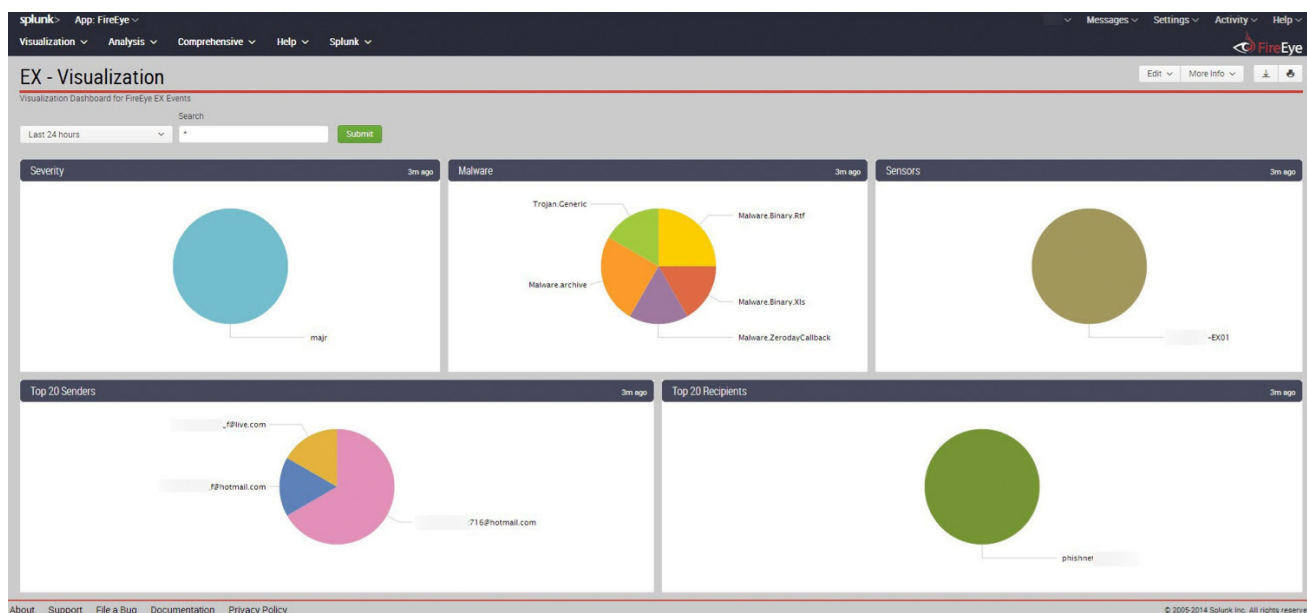 splunk> App: FireEye Messages Settings Activity Help
Visualization Analysis Comprehensive Help Splunk
FireEye
EX - Visualization
Edit More Info
Visualization Dashboard for FireEye EX Events
Search
Last 24 hours * Submit
Severity 3m ago
majr
Malware 3m ago
Trojan.Generic
Malware.Binary.Rtf
Malware.archive
Malware.Binary.Xls
Malware.ZerodayCallback
Sensors 3m ago
-EX01
Top 20 Senders 3m ago
_f@live.com
_f@hotmail.com
716@hotmail.com
Top 20 Recipients 3m ago
phishnet
About Support File a Bug Documentation Privacy Policy © 2005-2014 Splunk Inc. All rights reserve